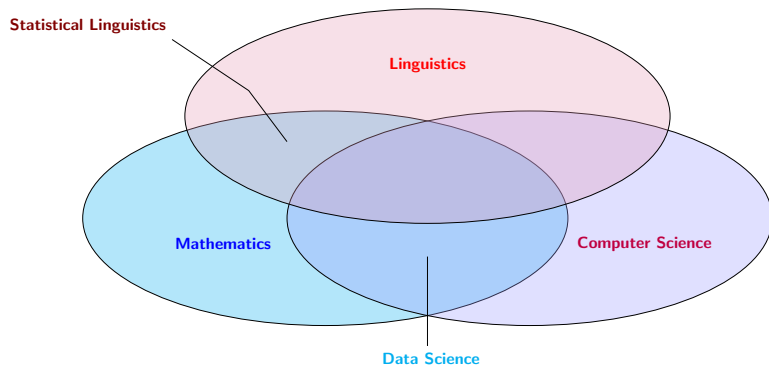 Statistical Linguistics
Linguistics
Mathematics
Computer Science
Data Science